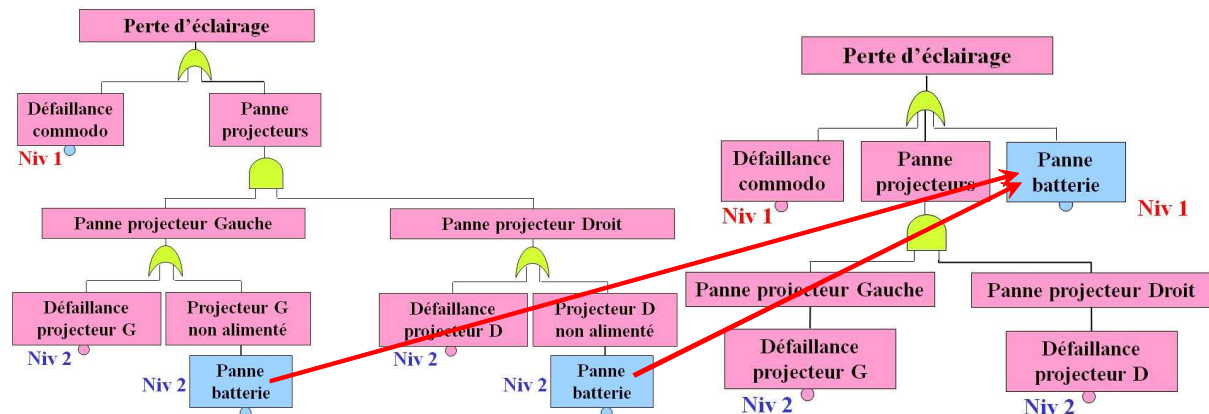 Perte d'éclairage
Défaillance
commodo
Niv 1
Panne
projecteurs
Panne projecteur Gauche
Panne projecteur Droit
Défaillance
projecteur G
Niv 2
Projecteur G
non alimenté
Niv 2
Panne
batterie
Défaillance
projecteur D
Niv 2
Projecteur D
non alimenté
Niv 2
Panne
batterie
Perte d'éclairage
Défaillance
commodo
Niv 1
Panne
projecteurs
Panne
batterie
Niv 1
Panne projecteur Gauche
Panne projecteur Droit
Défaillance
projecteur G
Niv 2
Défaillance
projecteur D
Niv 2